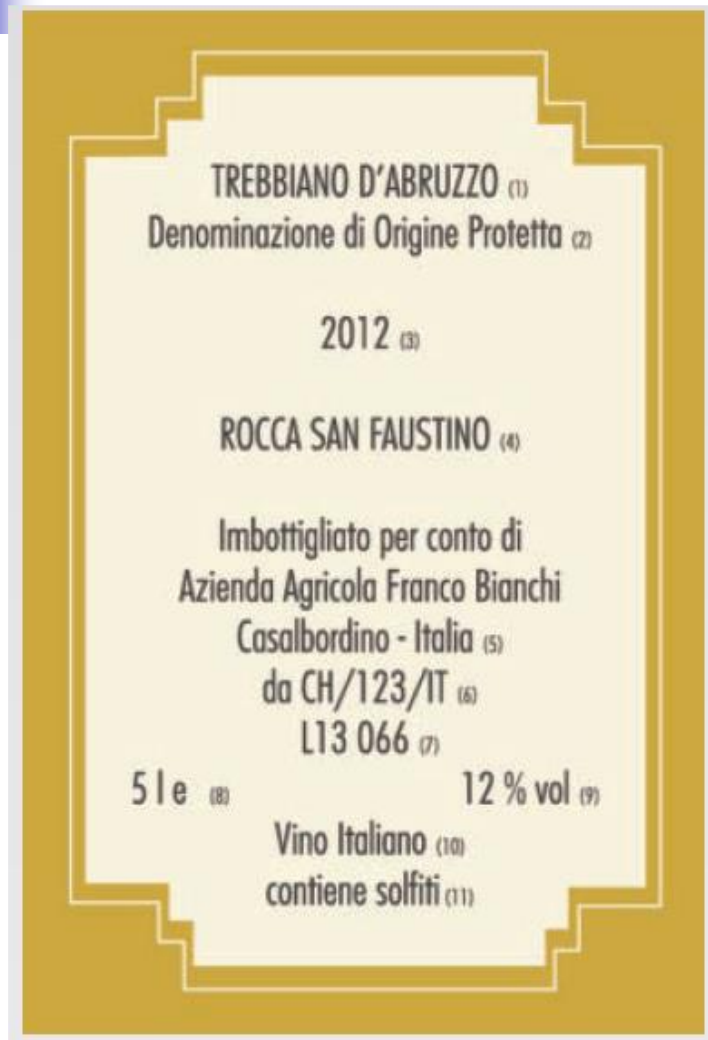 TREBBIANO D'ABRUZZO (1)
Denominazione di Origine Protetta (2)
2012 (3)
ROCCA SAN FAUSTINO (4)
Imbottigliato per conto di
Azienda Agricola Franco Bianchi
Casalbordino - Italia (5)
da CH/123/IT (6)
L13 066 (7)
5 l e (8) 12 % vol (9)
Vino Italiano (10)
contiene solfiti (11)